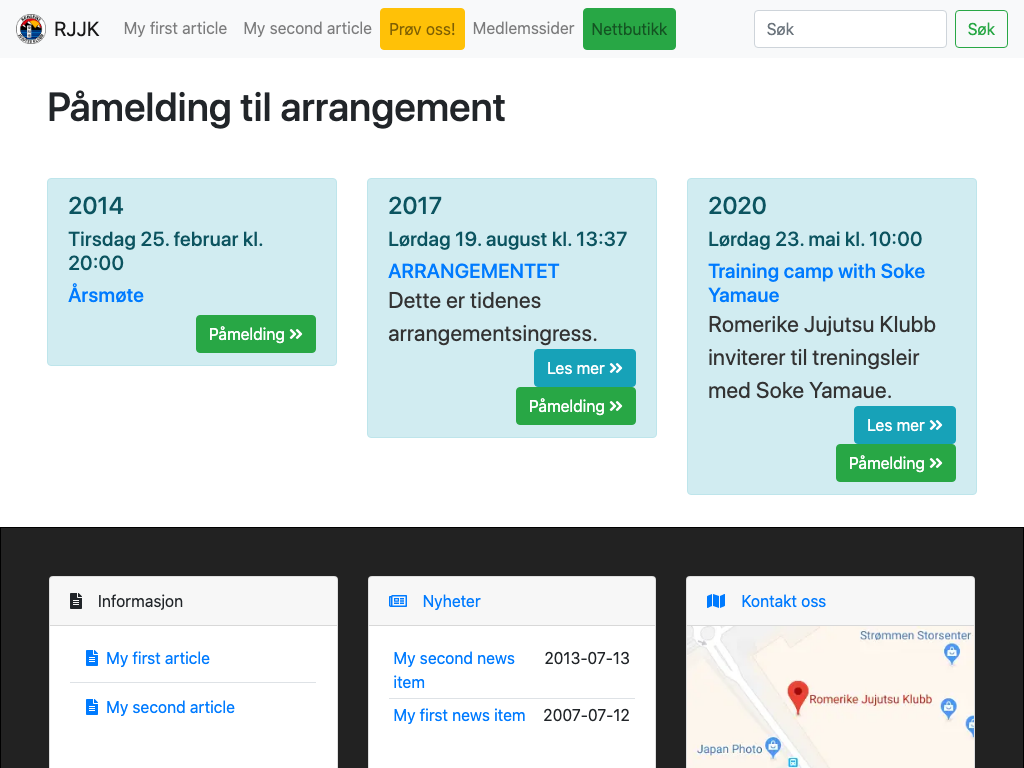 RJJK My first article My second article Prøv oss! Medlemssider Nettbutikk Søk Søk
Påmelding til arrangement
2014
Tirsdag 25. februar kl.
20:00
Årsmøte
Påmelding
2017
Lørdag 19. august kl. 13:37
ARRANGEMENTET
Dette er tidenes
arrangementsingress.
Les mer
Påmelding
2020
Lørdag 23. mai kl. 10:00
Training camp with Soke
Yamaue
Romerike Jujutsu Klubb
inviterer til treningsleir
med Soke Yamaue.
Les mer
Påmelding
Informasjon
My first article
My second article
Nyheter
My second news 2013-07-13
item
My first news item 2007-07-12
Kontakt oss
Strømmen Storsenter
Romerike Jujutsu Klubb
Japan Photo